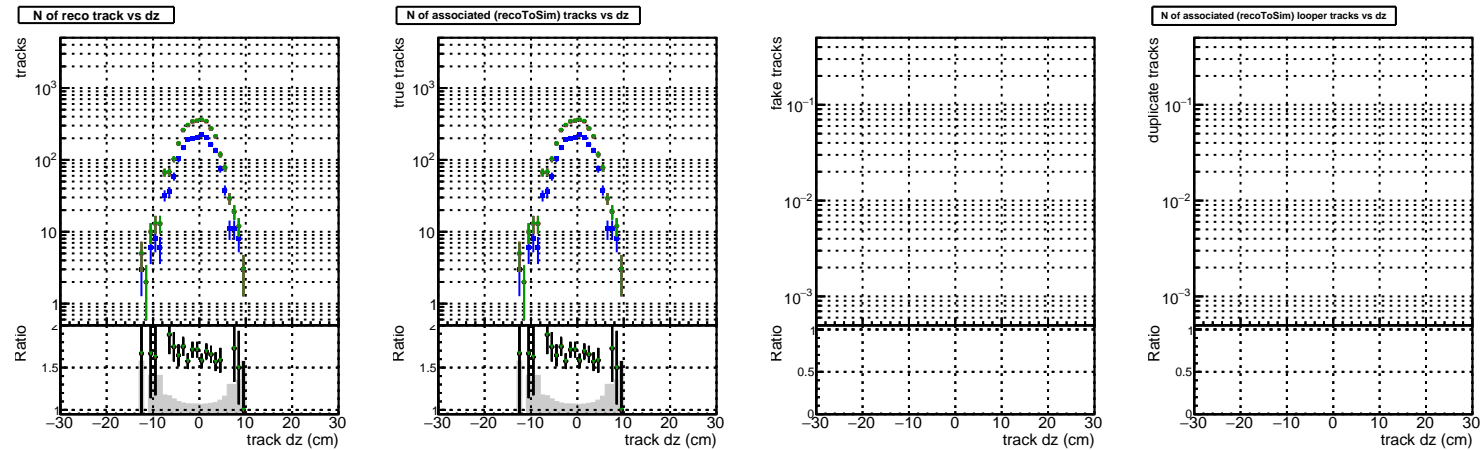 N of reco track vs dz
tracks
10³
10²
10
1
Ratio
2
1.5
1
−30 −20 −10 0 10 20 30
track dz (cm)
N of associated (recoToSim) tracks vs dz
true tracks
10³
10²
10
1
Ratio
2
1.5
1
−30 −20 −10 0 10 20 30
track dz (cm)
fake tracks
10⁻¹
10⁻²
10⁻³
Ratio
1
0.5
0
−30 −20 −10 0 10 20 30
track dz (cm)
N of associated (recoToSim) looper tracks vs dz
duplicate tracks
10⁻¹
10⁻²
10⁻³
Ratio
1
0.5
0
−30 −20 −10 0 10 20 30
track dz (cm)